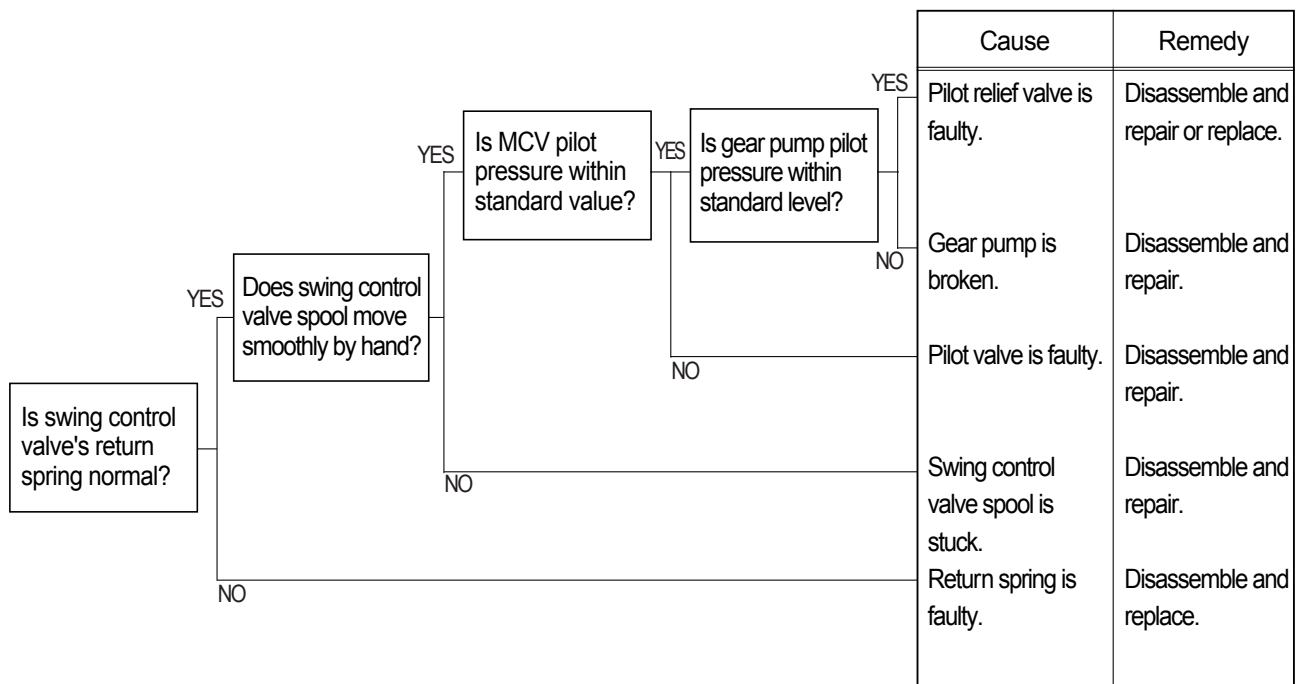 Cause
Remedy
YES
Pilot relief valve is
faulty.
Disassemble and
repair or replace.
YES
Is MCV pilot
pressure within
standard value?
YES
Is gear pump pilot
pressure within
standard level?
NO
Gear pump is
broken.
Disassemble and
repair.
YES
Does swing control
valve spool move
smoothly by hand?
NO
Pilot valve is faulty.
Disassemble and
repair.
Is swing control
valve's return
spring normal?
NO
Swing control
valve spool is
stuck.
Disassemble and
repair.
NO
Return spring is
faulty.
Disassemble and
replace.